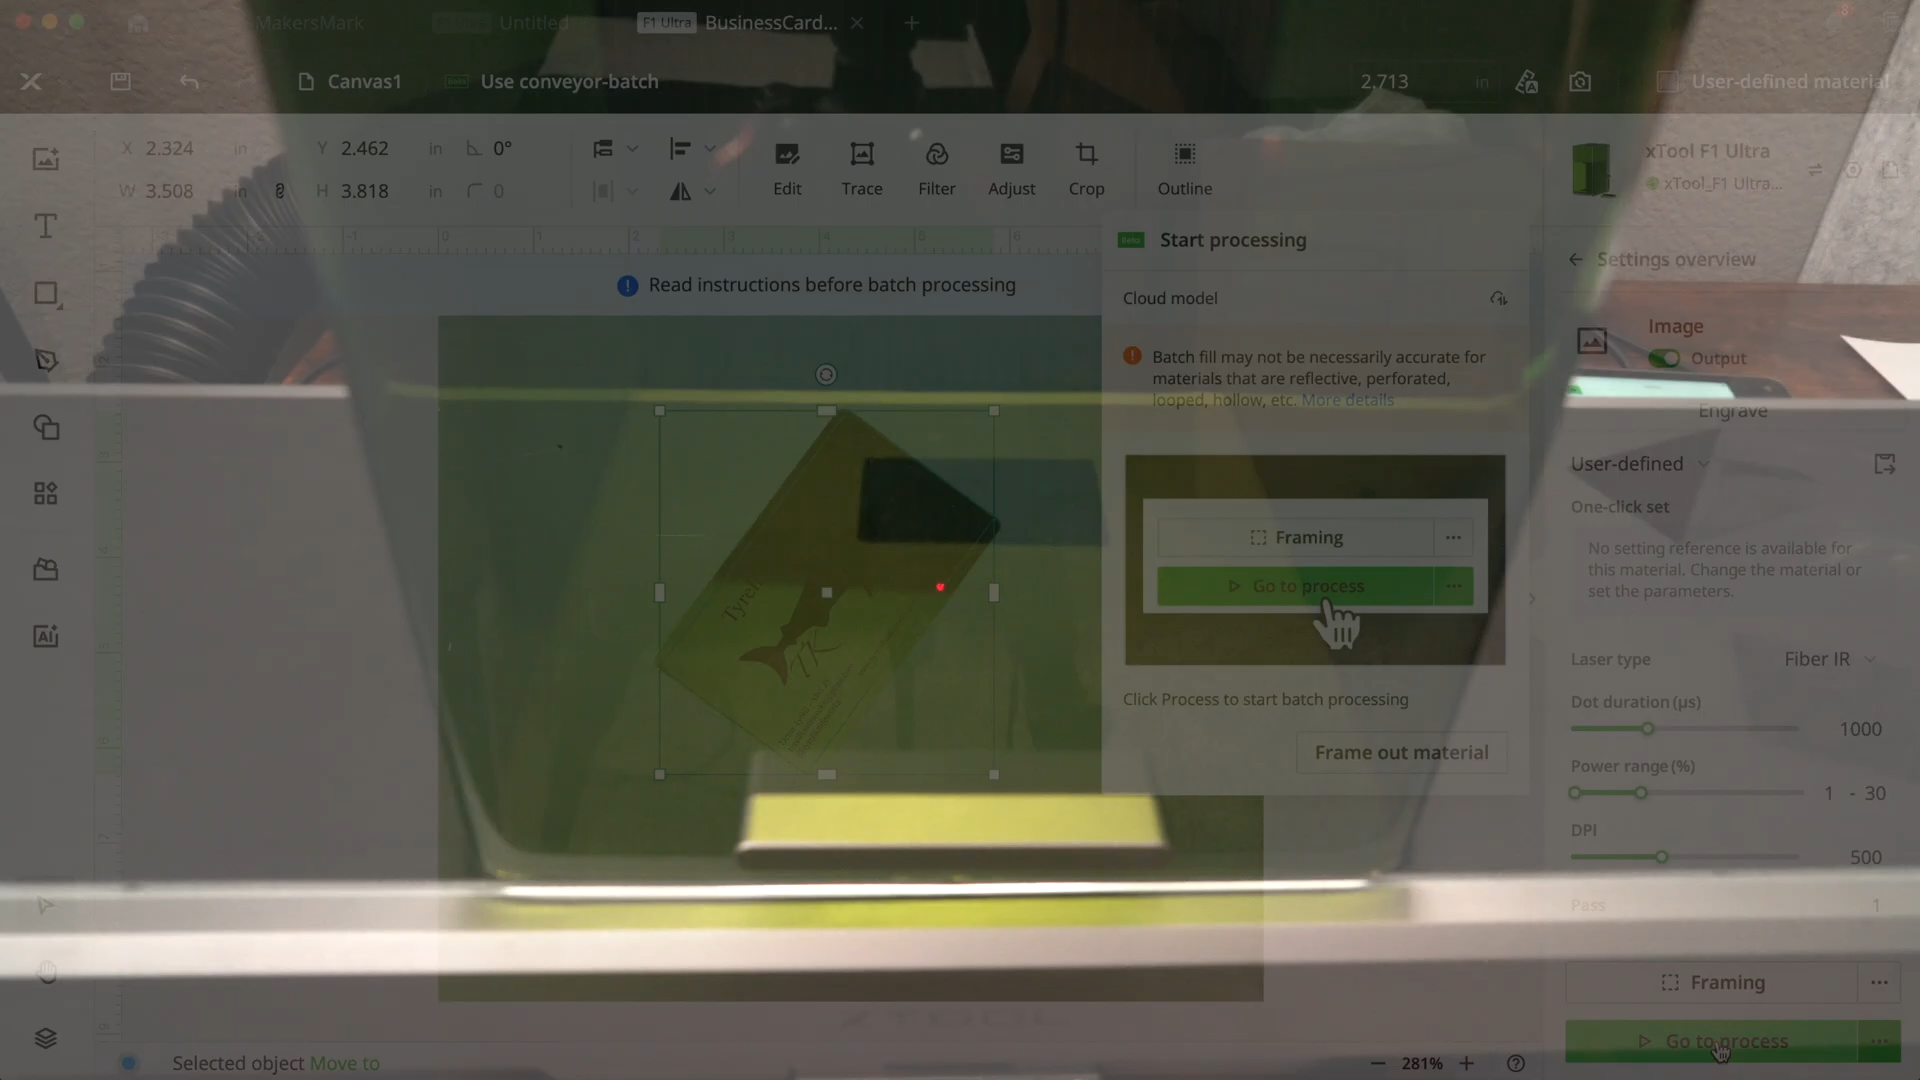 MakersMark
Untitled
F1 Ultra BusinessCard...
Canvas1
Use conveyor-batch
2.713 in
User-defined material
X 2.324 in Y 2.462 in 0°
W 3.508 in H 3.818 in 0
Edit
Trace
Filter
Adjust
Crop
Outline
xTool F1 Ultra
xTool_F1 Ultra...
Beta Start processing
Settings overview
Read instructions before batch processing
Cloud model
Image
Output
Batch fill may not be necessarily accurate for
materials that are reflective, perforated,
looped, hollow, etc. More details
Engrave
User-defined
One-click set
No setting reference is available for
this material. Change the material or
set the parameters.
Framing
Go to process
Tyrel
TK
Laser type Fiber IR
Dot duration (μs)
1000
Click Process to start batch processing
Frame out material
Power range (%)
1 - 30
DPI
500
Pass 1
Framing
Go to process
Selected object Move to
281%